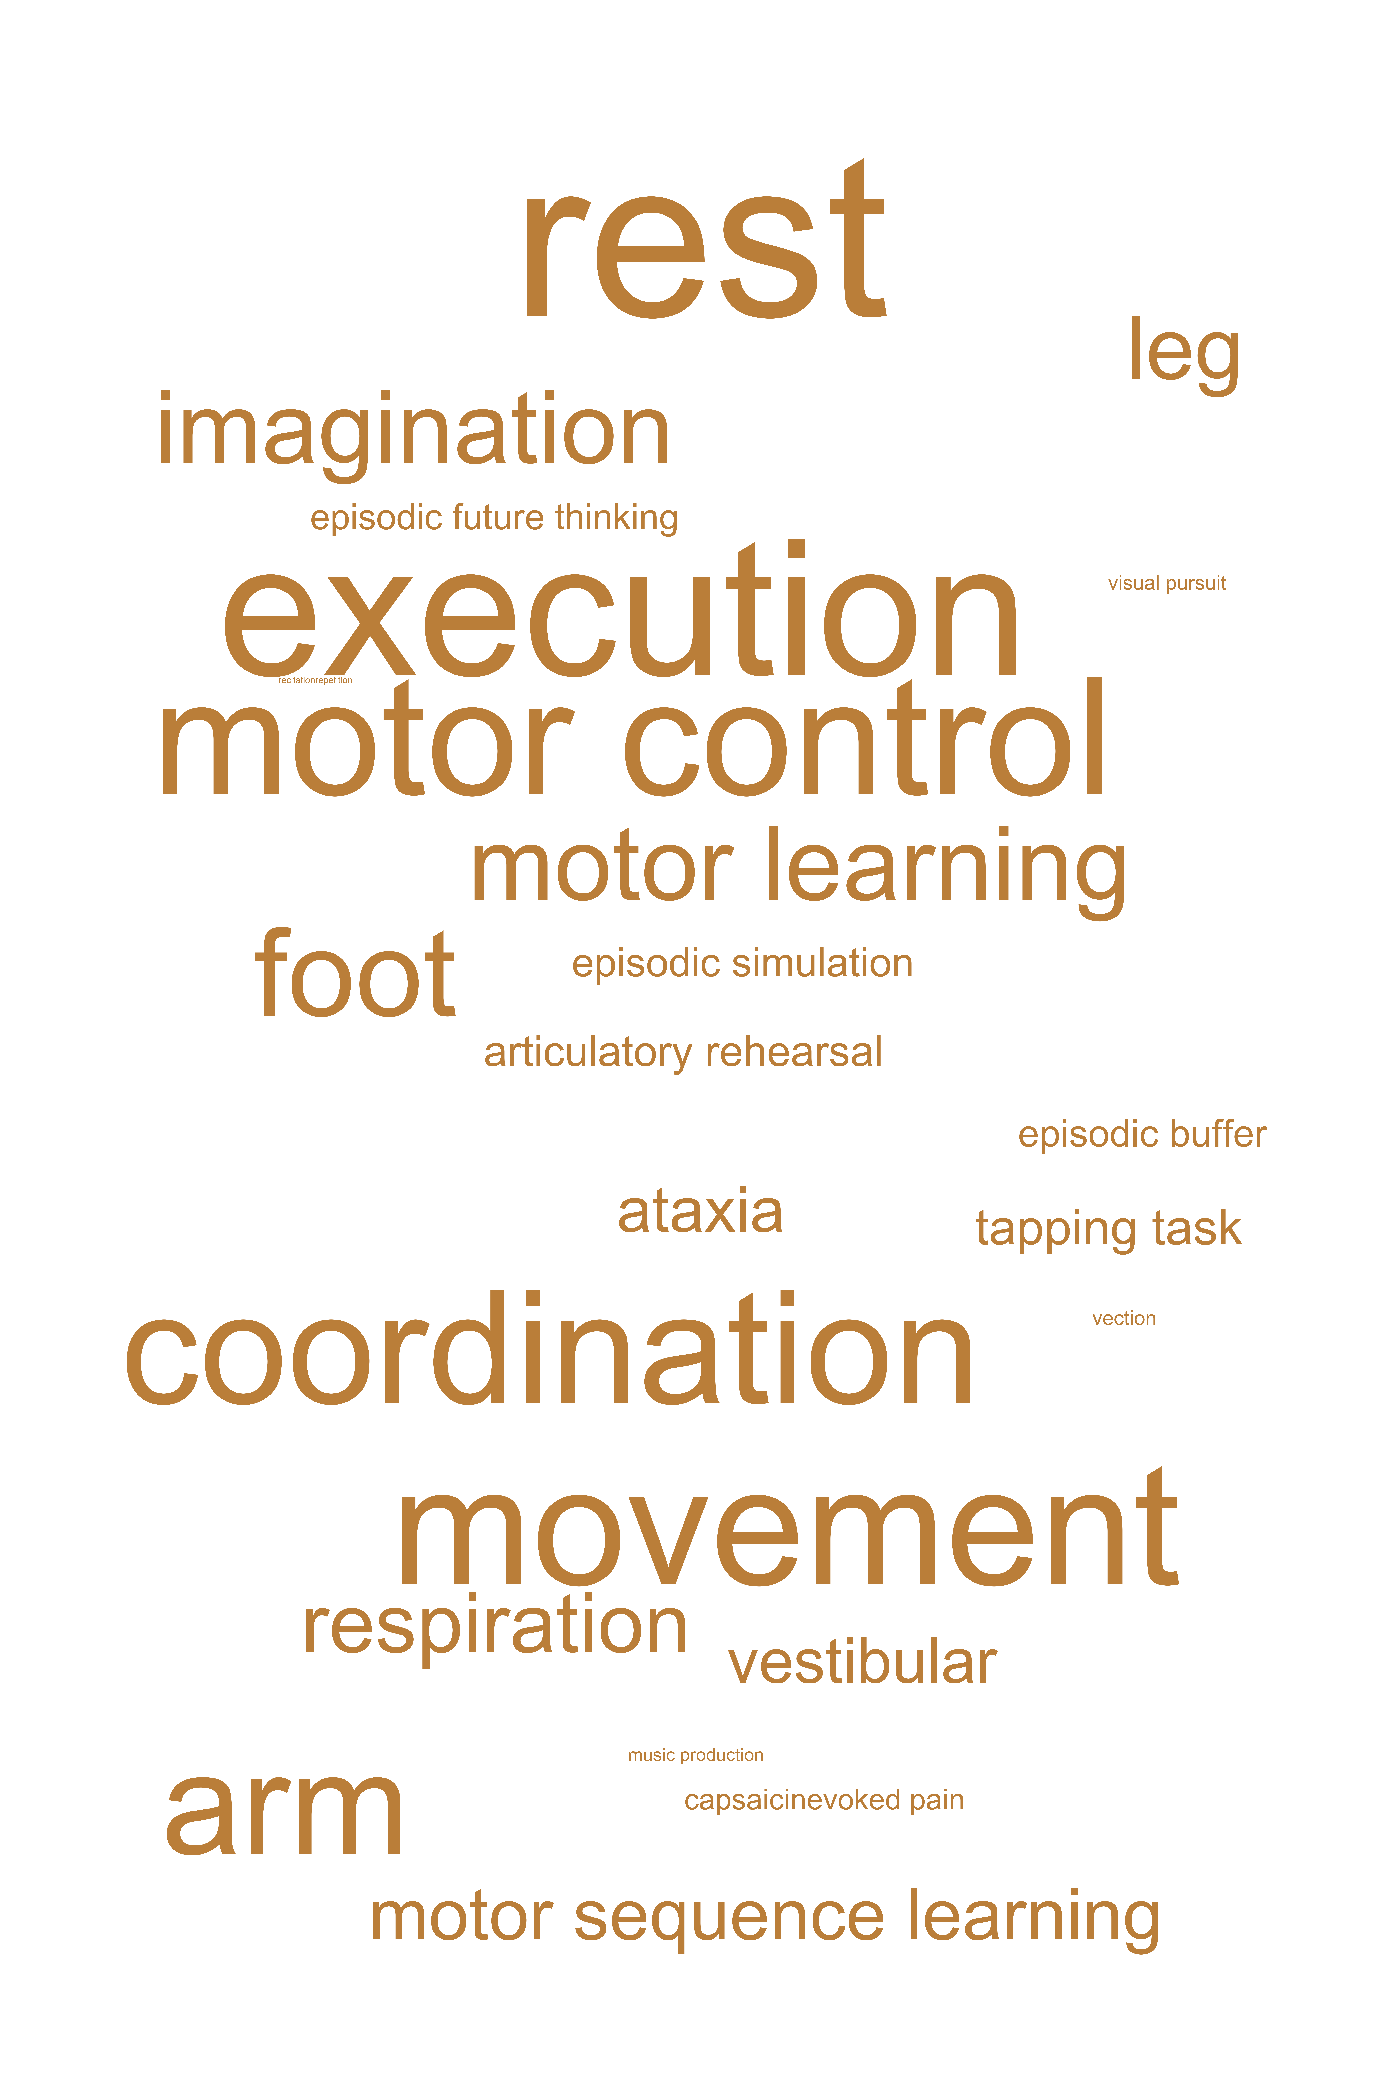 rest
leg
imagination
episodic future thinking
execution
visual pursuit
recitationrepetition
motor control
motor learning
foot
episodic simulation
articulatory rehearsal
episodic buffer
ataxia
tapping task
coordination
vection
movement
respiration
vestibular
music production
arm
capsaicinevoked pain
motor sequence learning